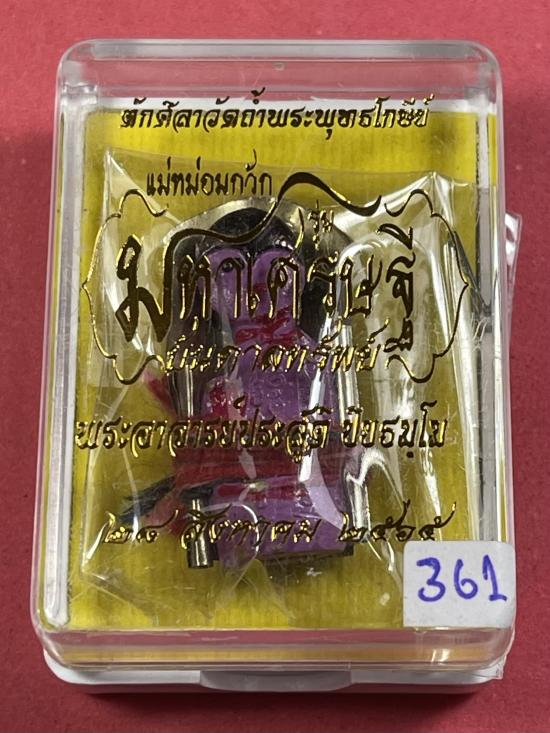 ตักศิลาวัดถ้ำพระพุทธโกษีย์
แม่หม่อมกวัก
รุ่น
มหาเศรษฐี
บันดาลทรัพย์
พระอาจารย์ประสูติ ปิยธมฺโม
๒๘ สิงหาคม ๒๕๖๕
361